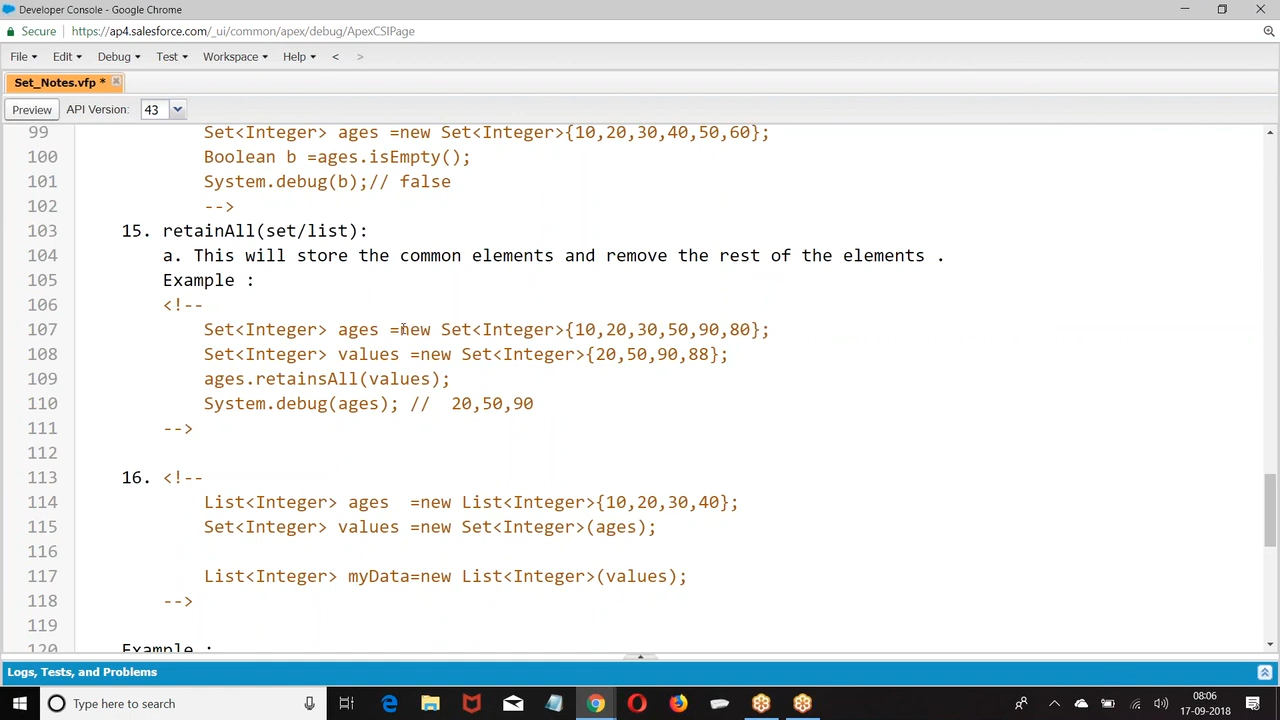 Developer Console - Google Chrome
Secure https://ap4.salesforce.com/_ui/common/apex/debug/ApexCSIPage
File Edit Debug Test Workspace Help < >
Set_Notes.vfp *
Preview API Version: 43
99 Set<Integer> ages =new Set<Integer>{10,20,30,40,50,60};
100 Boolean b =ages.isEmpty();
101 System.debug(b);// false
102 -->
103 15. retainAll(set/list):
104 a. This will store the common elements and remove the rest of the elements .
105 Example :
106 <!--
107 Set<Integer> ages =new Set<Integer>{10,20,30,50,90,80};
108 Set<Integer> values =new Set<Integer>{20,50,90,88};
109 ages.retainsAll(values);
110 System.debug(ages); // 20,50,90
111 -->
112
113 16. <!--
114 List<Integer> ages =new List<Integer>{10,20,30,40};
115 Set<Integer> values =new Set<Integer>(ages);
116
117 List<Integer> myData=new List<Integer>(values);
118 -->
119
120 Example :
Logs, Tests, and Problems
Type here to search
08:06
17-09-2018